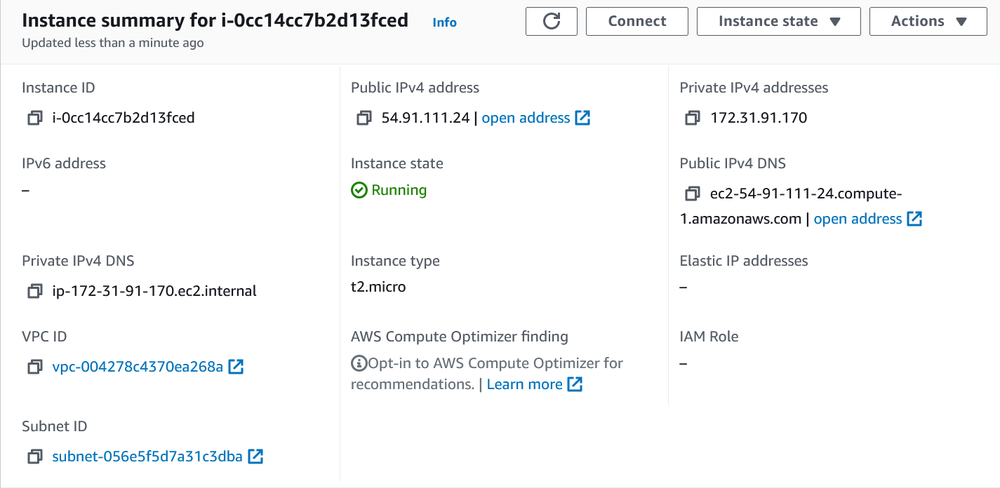 Instance summary for i-0cc14cc7b2d13fced Info
Updated less than a minute ago
Connect
Instance state
Actions
Instance ID
i-0cc14cc7b2d13fced
Public IPv4 address
54.91.111.24 | open address
Private IPv4 addresses
172.31.91.170
IPv6 address
–
Instance state
Running
Public IPv4 DNS
ec2-54-91-111-24.compute-
1.amazonaws.com | open address
Private IPv4 DNS
ip-172-31-91-170.ec2.internal
Instance type
t2.micro
Elastic IP addresses
–
VPC ID
vpc-004278c4370ea268a
AWS Compute Optimizer finding
Opt-in to AWS Compute Optimizer for
recommendations. | Learn more
IAM Role
–
Subnet ID
subnet-056e5f5d7a31c3dba